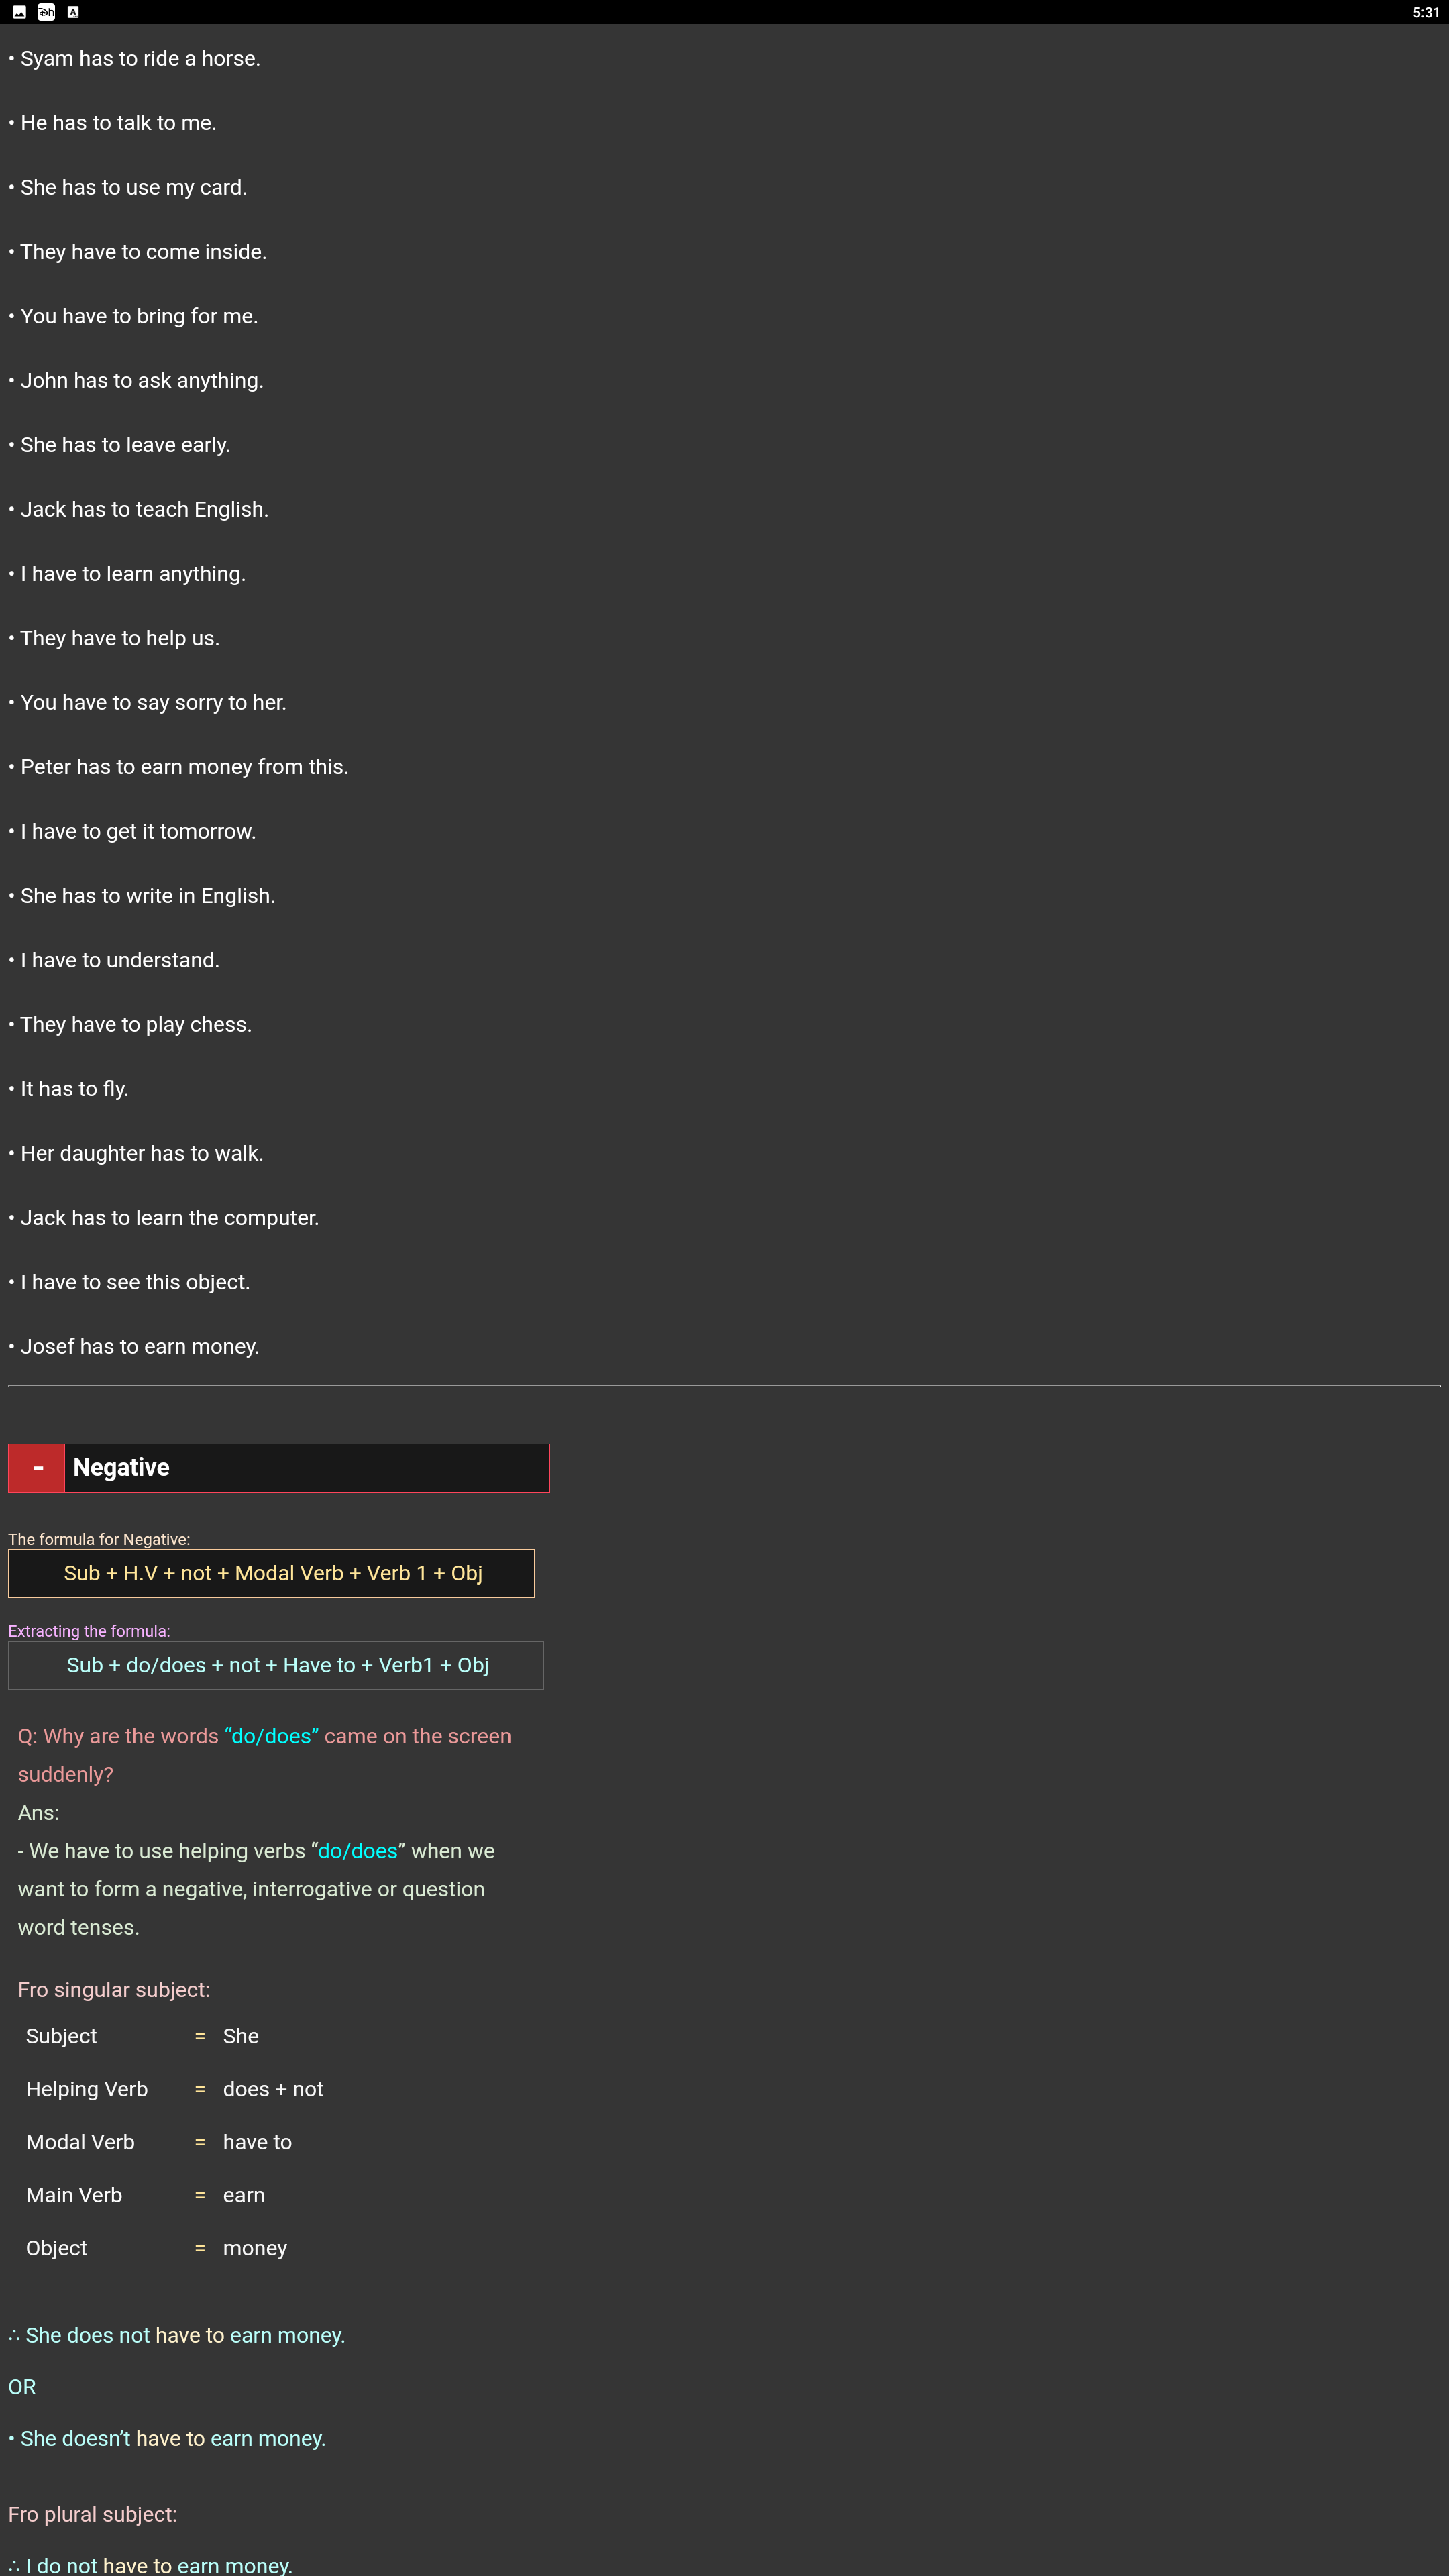 5:31
• Syam has to ride a horse.
• He has to talk to me.
• She has to use my card.
• They have to come inside.
• You have to bring for me.
• John has to ask anything.
• She has to leave early.
• Jack has to teach English.
• I have to learn anything.
• They have to help us.
• You have to say sorry to her.
• Peter has to earn money from this.
• I have to get it tomorrow.
• She has to write in English.
• I have to understand.
• They have to play chess.
• It has to fly.
• Her daughter has to walk.
• Jack has to learn the computer.
• I have to see this object.
• Josef has to earn money.
- Negative
The formula for Negative:
Sub + H.V + not + Modal Verb + Verb 1 + Obj
Extracting the formula:
Sub + do/does + not + Have to + Verb1 + Obj
Q: Why are the words “do/does” came on the screen
suddenly?
Ans:
- We have to use helping verbs “do/does” when we
want to form a negative, interrogative or question
word tenses.
Fro singular subject:
Subject = She
Helping Verb = does + not
Modal Verb = have to
Main Verb = earn
Object = money
∴ She does not have to earn money.
OR
• She doesn’t have to earn money.
Fro plural subject:
∴ I do not have to earn money.